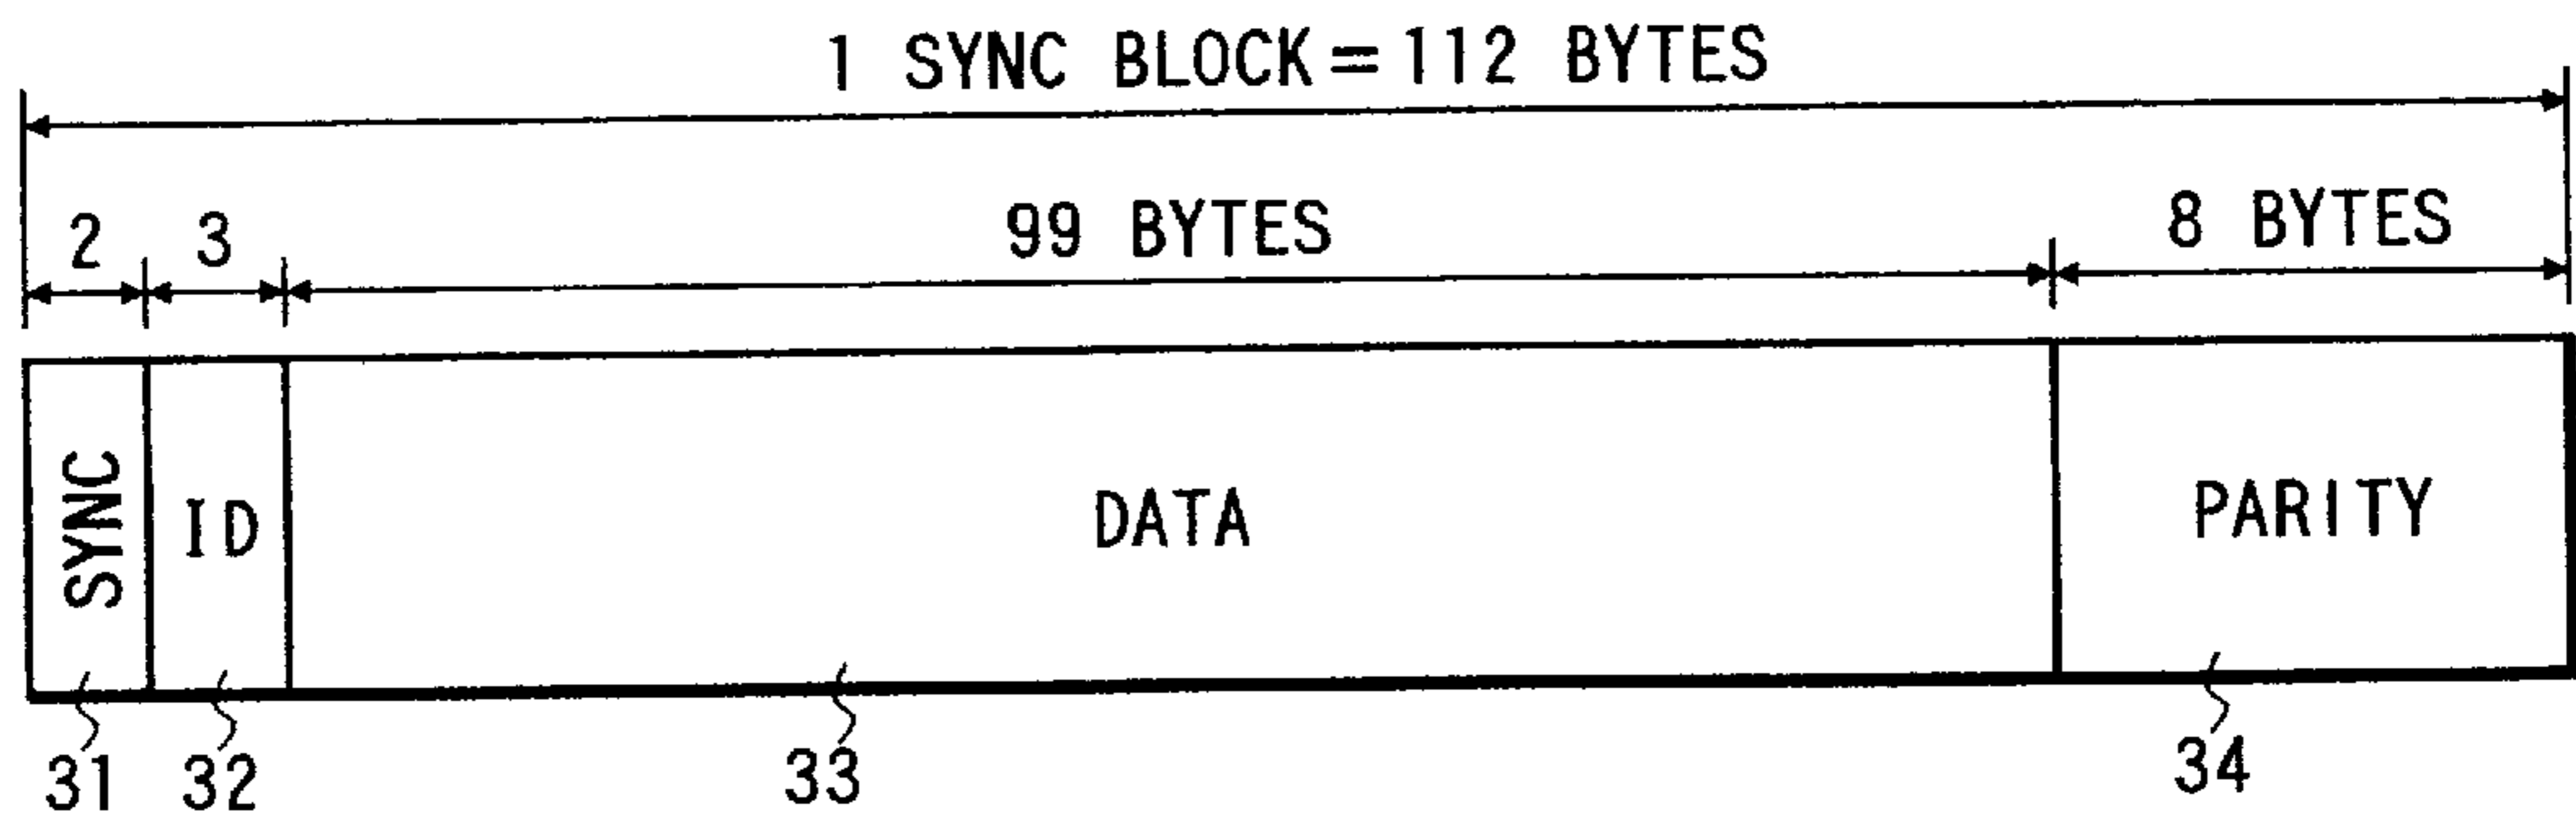 1 SYNC BLOCK=112 BYTES
2 3 99 BYTES 8 BYTES
SYNC ID DATA PARITY
31 32 33 34